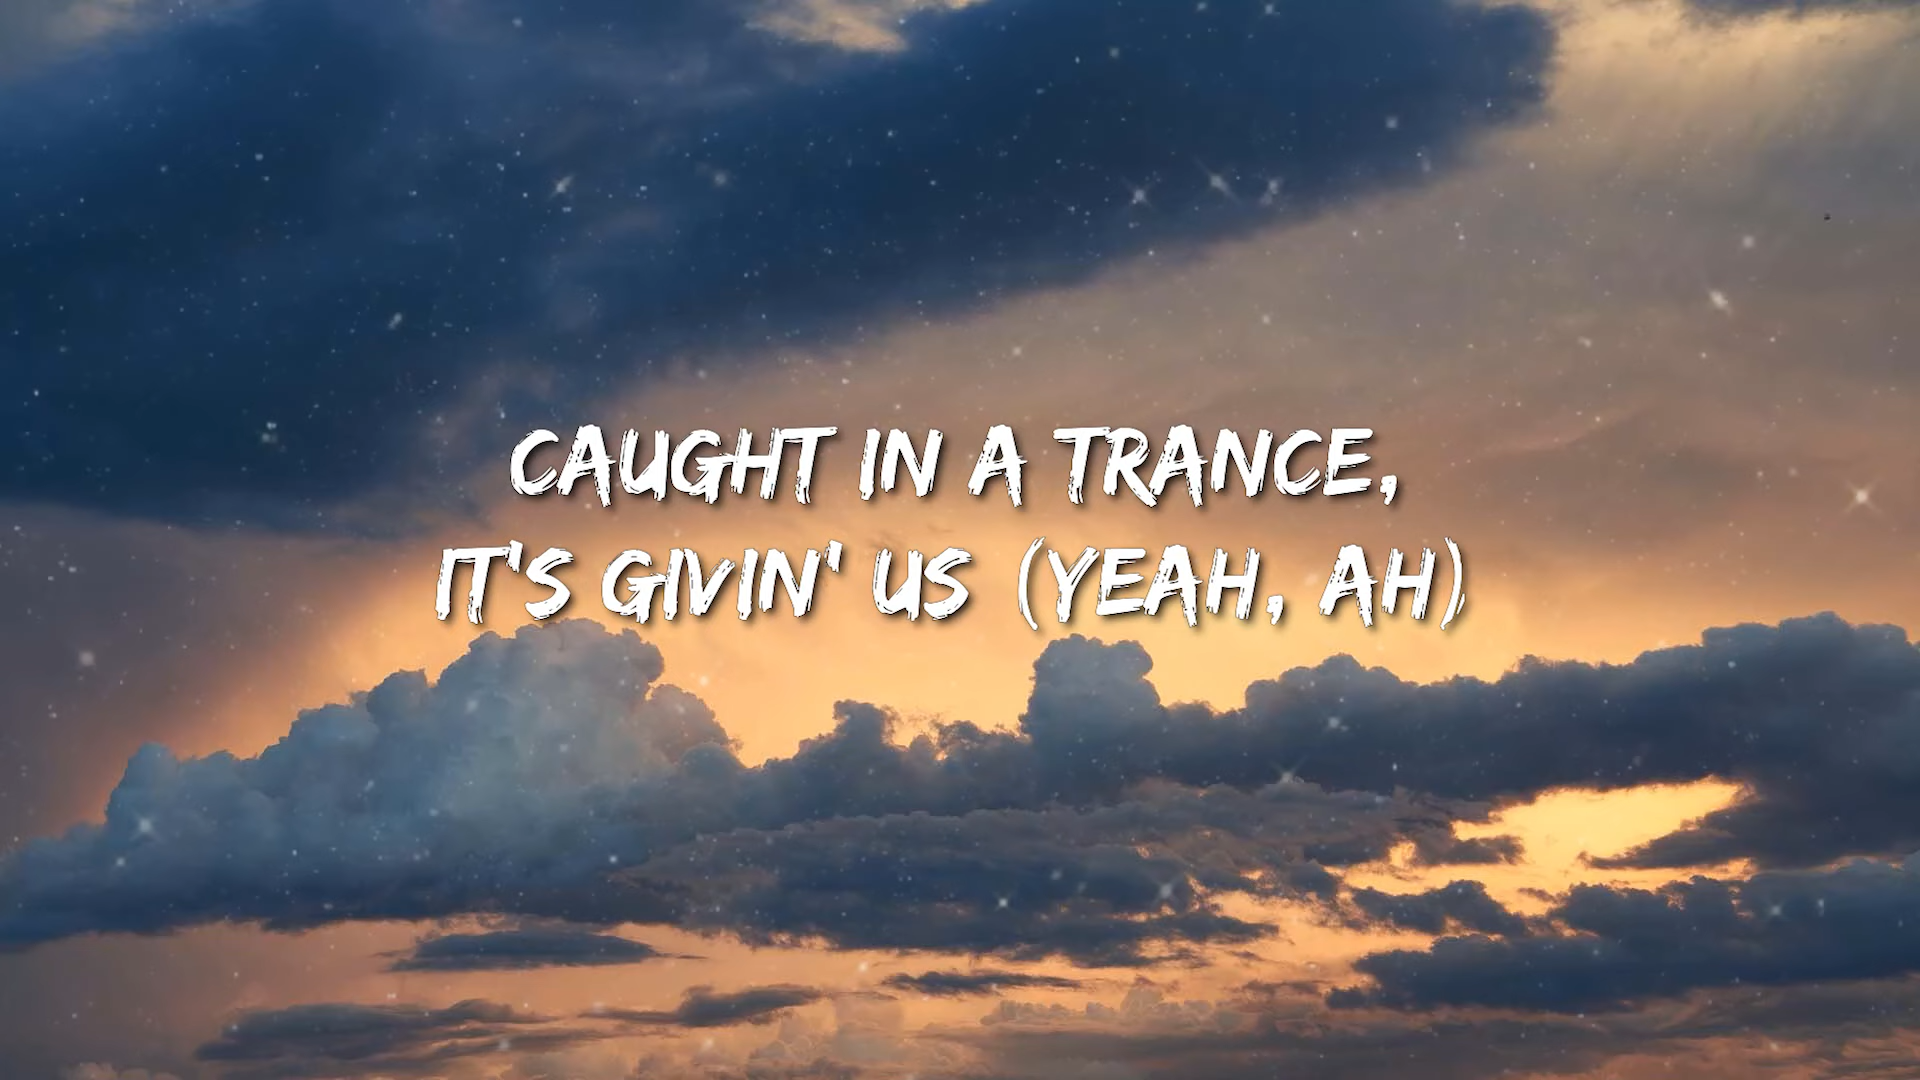 CAUGHT IN A TRANCE,
IT'S GIVIN' US (YEAH, AH)